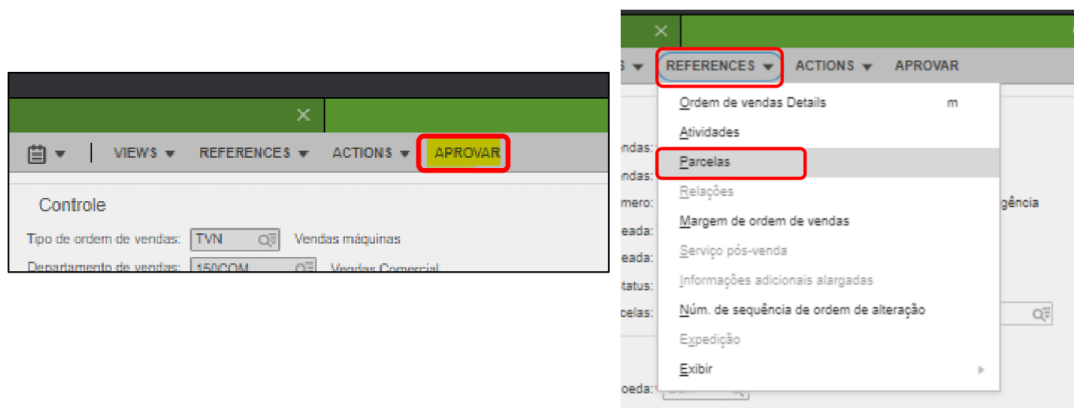 VIEWS REFERENCES ACTIONS APROVAR
Controle
Tipo de ordem de vendas: TVN Vendas máquinas
Departamento de vendas: 150COM Vendas Comercial
REFERENCES ACTIONS APROVAR
Ordem de vendas Details m
Atividades
ndas:
Parcelas
ndas:
Relações
mero: gência
Margem de ordem de vendas
eada:
Serviço pós-venda
eada:
Informações adicionais alargadas
tatus:
Núm. de sequência de ordem de alteração
celas:
Expedição
Exibir
oeda: